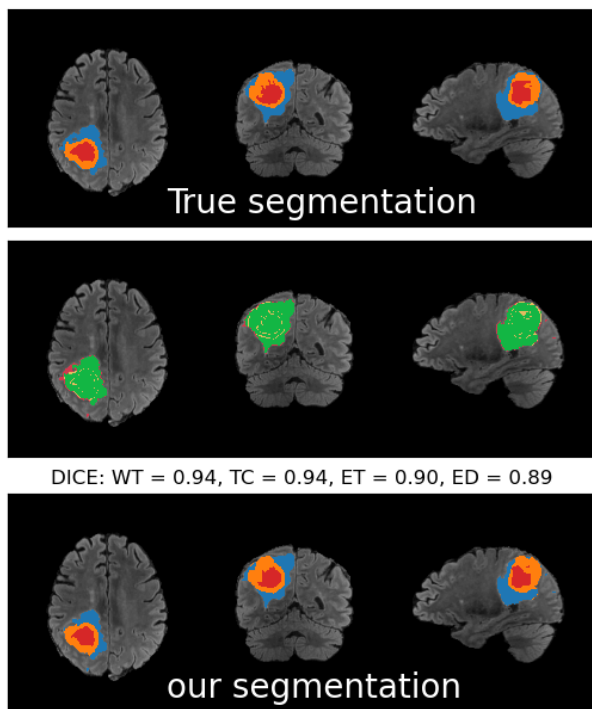 True segmentation
DICE: WT = 0.94, TC = 0.94, ET = 0.90, ED = 0.89
our segmentation